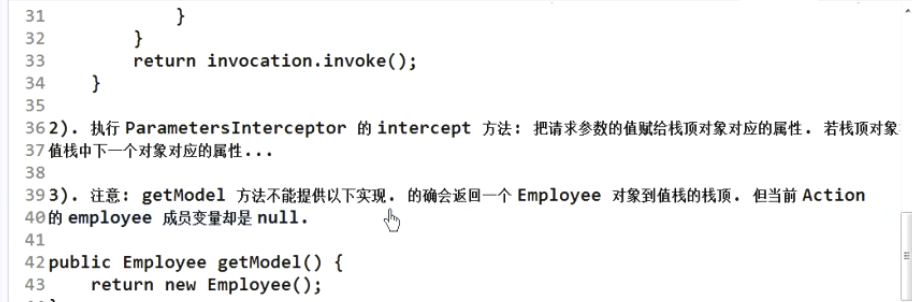 31 }
32 }
33 return invocation.invoke();
34 }
35
36 2). 执行 ParametersInterceptor 的 intercept 方法: 把请求参数的值赋给栈顶对象对应的属性. 若栈顶对象
37 值栈中下一个对象对应的属性...
38
39 3). 注意: getModel 方法不能提供以下实现. 的确会返回一个 Employee 对象到值栈的栈顶. 但当前 Action
40 的 employee 成员变量却是 null.
41
42 public Employee getModel() {
43 return new Employee();